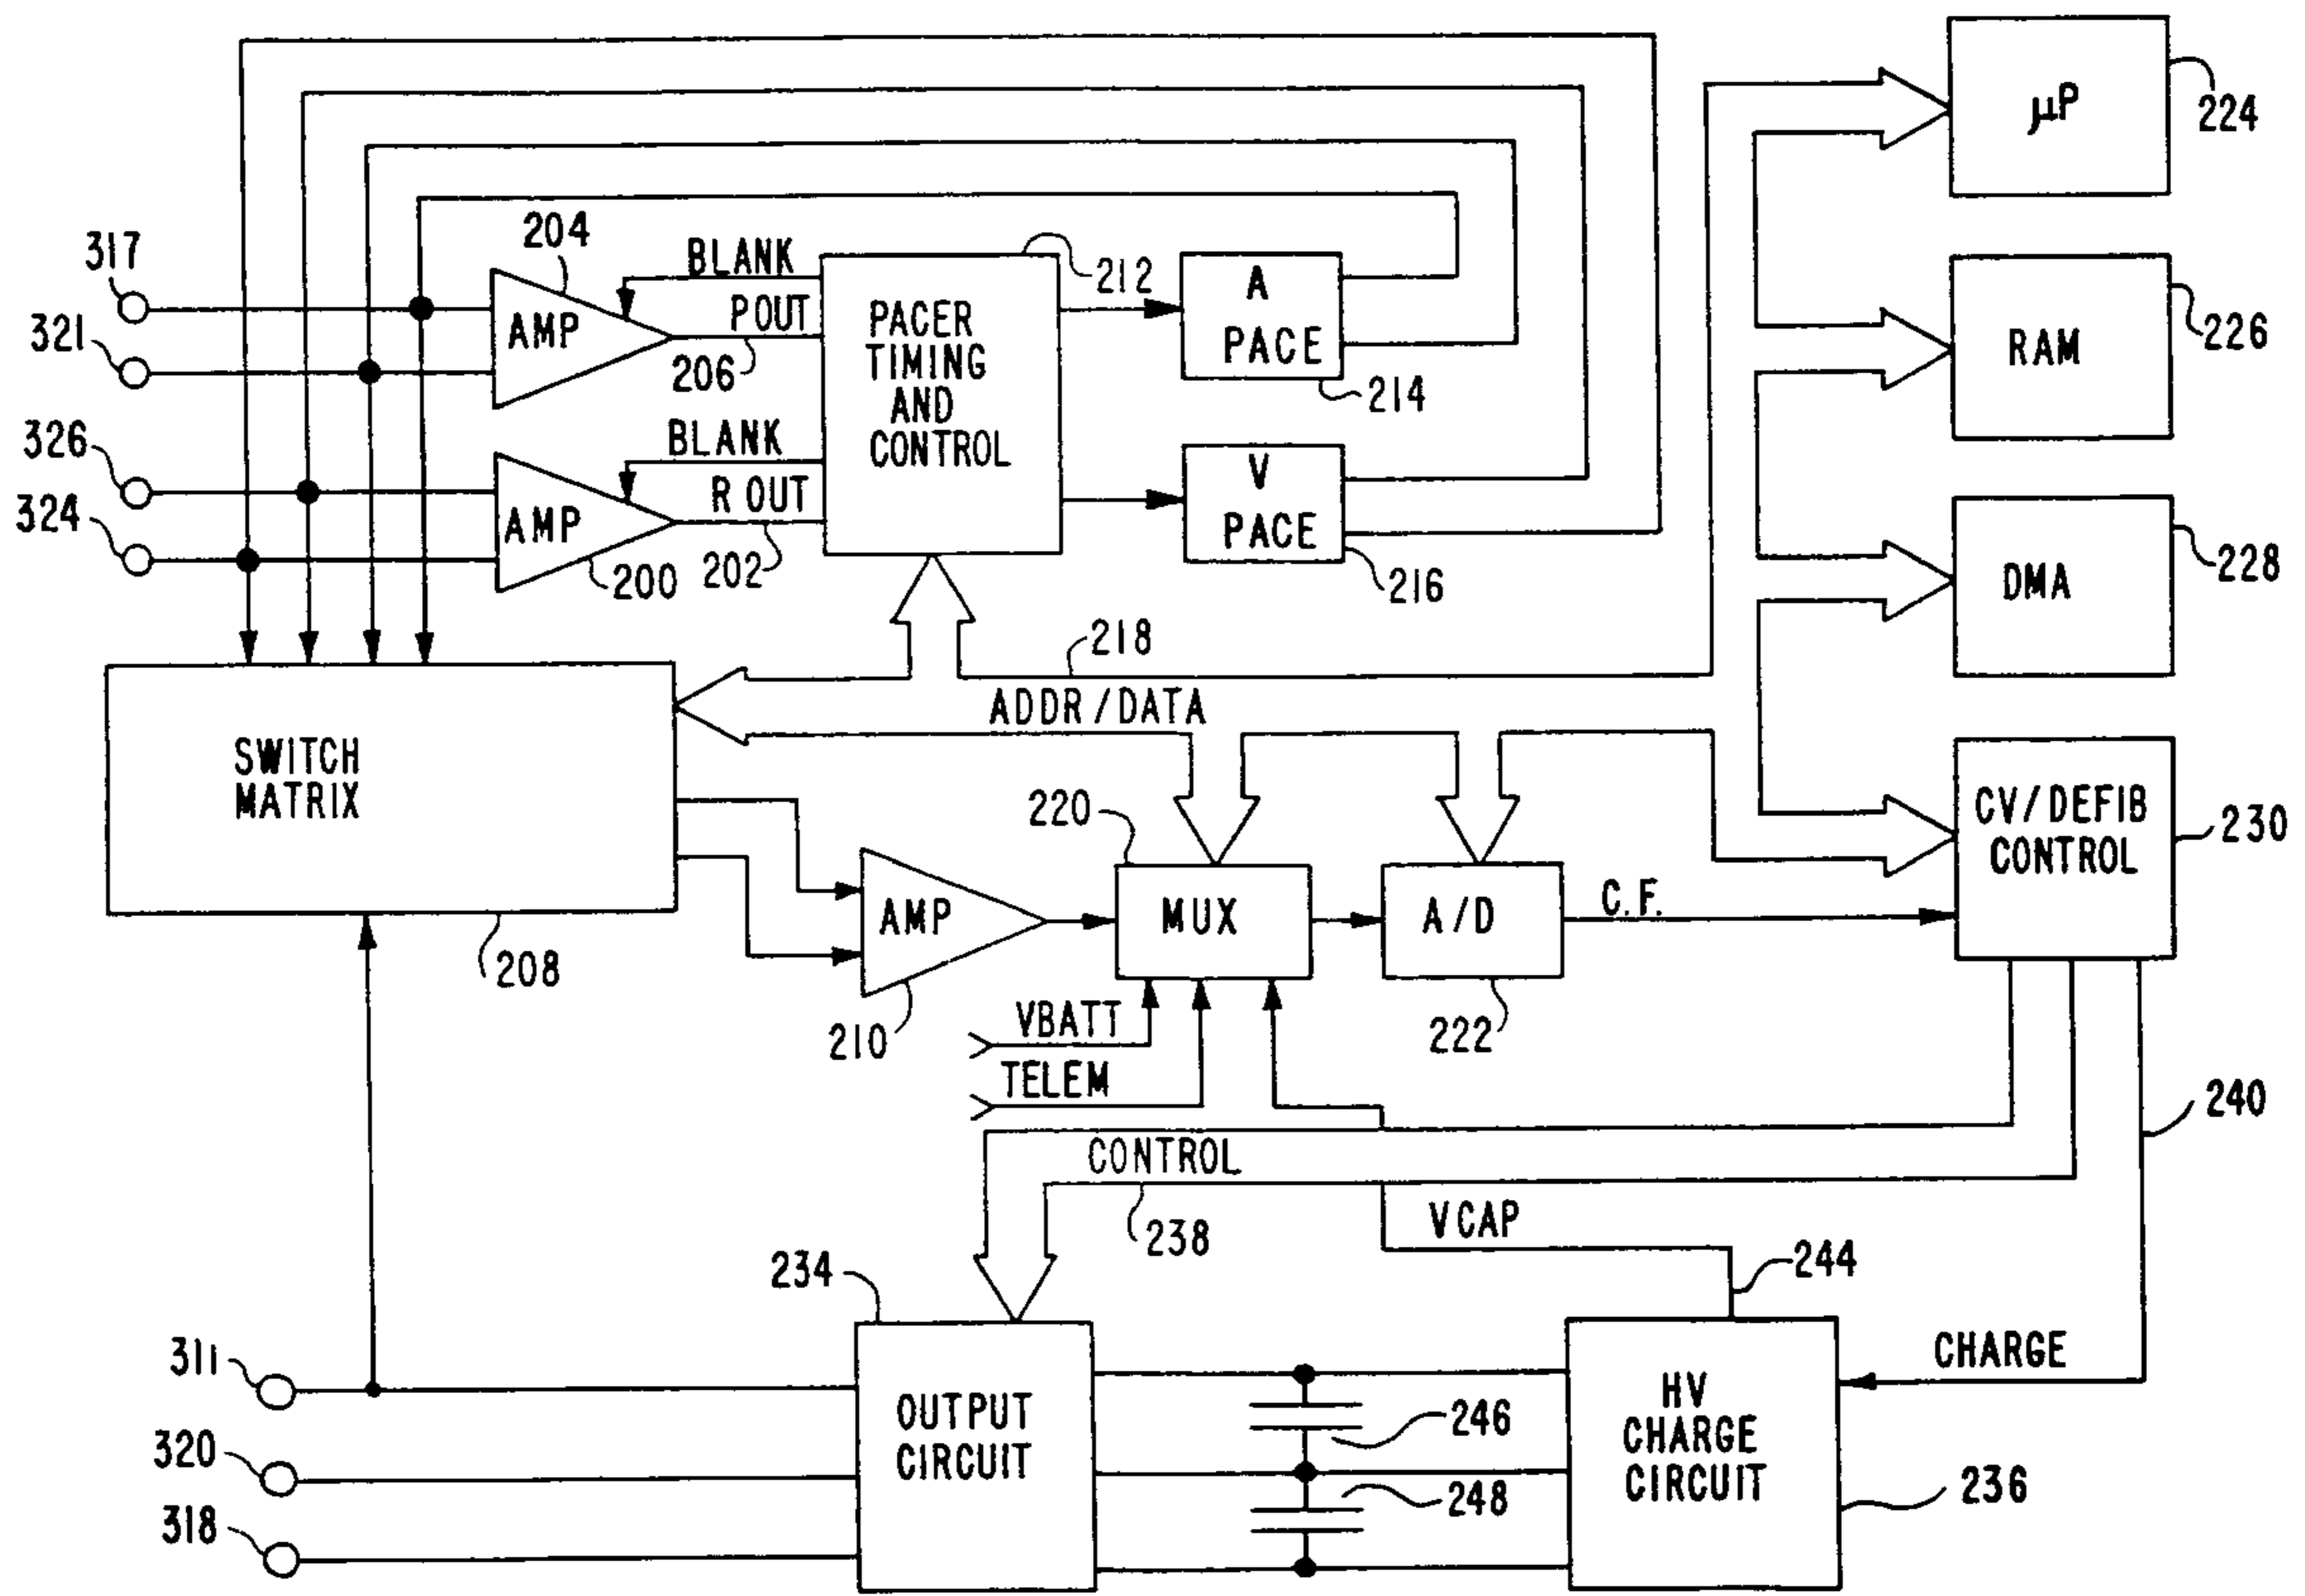 µP
224
204
BLANK
317
212
A
PACE
POUT
AMP
PACER
TIMING
AND
CONTROL
RAM
226
321
206
214
BLANK
326
V
PACE
R OUT
324
AMP
200
202
216
DMA
228
218
ADDR/DATA
SWITCH
MATRIX
220
CV/DEFIB
CONTROL
230
C.F.
AMP
MUX
A/D
208
210
VBATT
222
TELEM
240
CONTROL
VCAP
238
234
244
311
CHARGE
OUTPUT
CIRCUIT
246
HV
CHARGE
CIRCUIT
320
248
236
318